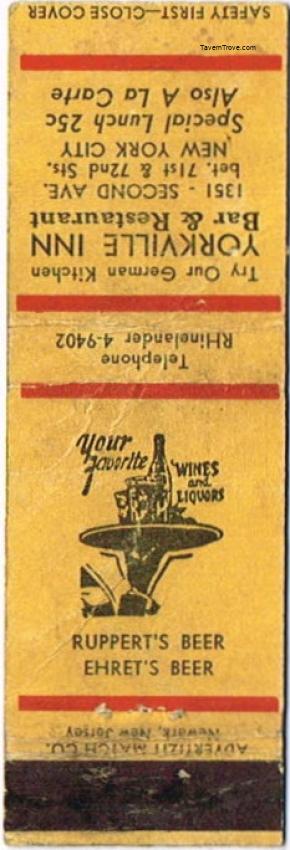 TavernTrove.com
SAFETY FIRST—CLOSE COVER
Try Our German Kitchen
YORKVILLE INN
Bar & Restaurant
1351 - SECOND AVE.
bet. 71st & 72nd Sts.
NEW YORK CITY
Special Lunch 25c
Also A La Carte
Telephone
RHinelander 4-9402
Your
favorite
WINES
and
LIQUORS
RUPPERT'S BEER
EHRET'S BEER
ADVERTIZIT MATCH CO.
Newark, New Jersey